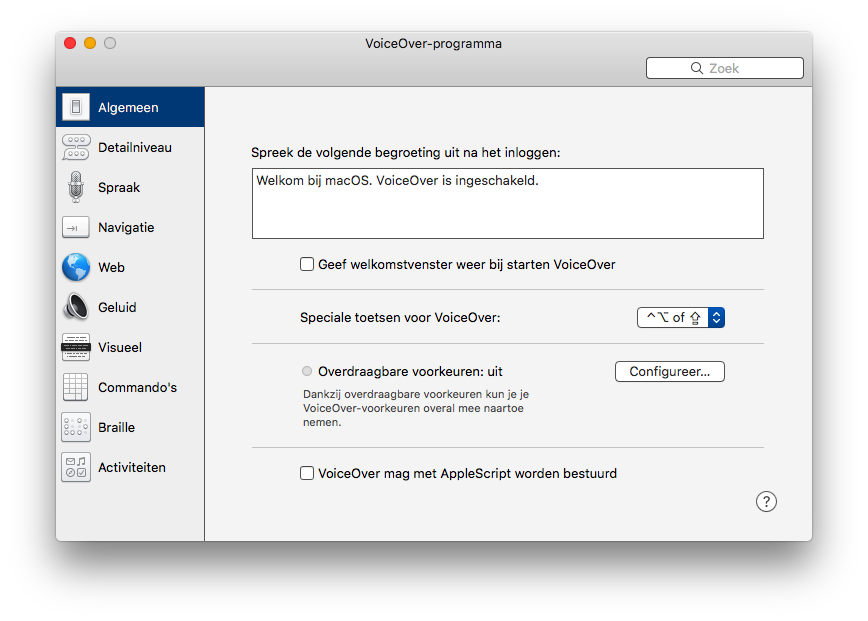 VoiceOver-programma
Zoek
Algemeen
Detailniveau
Spraak
Navigatie
Web
Geluid
Visueel
Commando's
Braille
Activiteiten
Spreek de volgende begroeting uit na het inloggen:
Welkom bij macOS. VoiceOver is ingeschakeld.
Geef welkomstvenster weer bij starten VoiceOver
Speciale toetsen voor VoiceOver:
⌃⌥ of ⇪
Overdraagbare voorkeuren: uit
Configureer...
Dankzij overdraagbare voorkeuren kun je je
VoiceOver-voorkeuren overal mee naartoe
nemen.
VoiceOver mag met AppleScript worden bestuurd
?